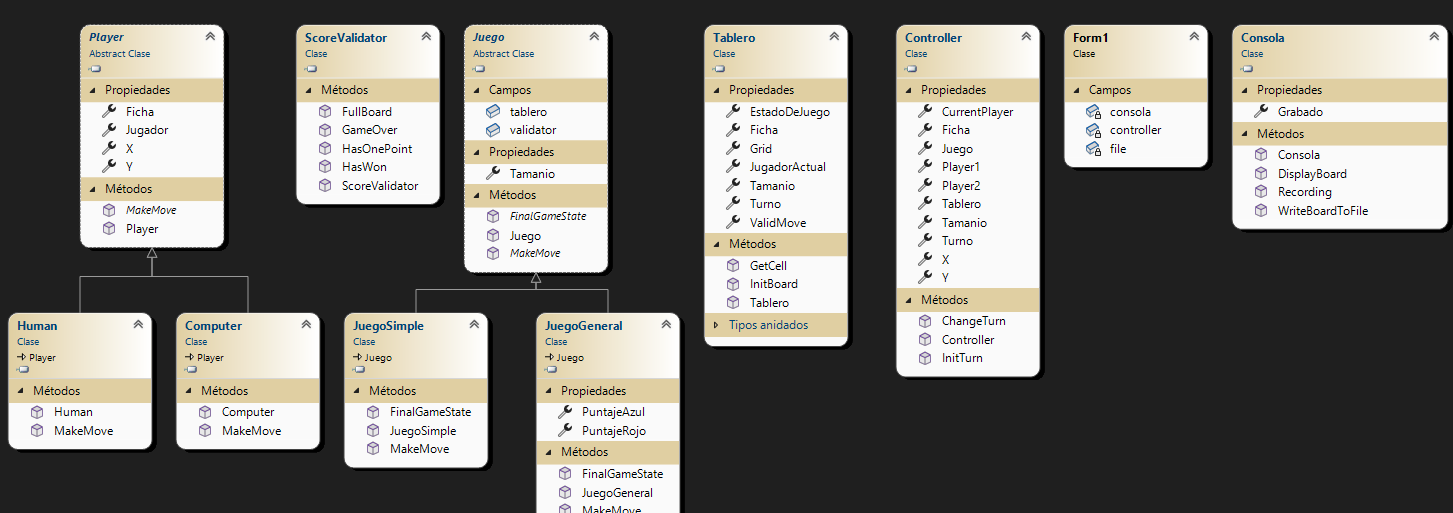 Player
Abstract Clase
Propiedades
Ficha
Jugador
X
Y
Métodos
MakeMove
Player
ScoreValidator
Clase
Métodos
FullBoard
GameOver
HasOnePoint
HasWon
ScoreValidator
Juego
Abstract Clase
Campos
tablero
validator
Propiedades
Tamanio
Métodos
FinalGameState
Juego
MakeMove
Tablero
Clase
Propiedades
EstadoDeJuego
Ficha
Grid
JugadorActual
Tamanio
Turno
ValidMove
Métodos
GetCell
InitBoard
Tablero
Tipos anidados
Controller
Clase
Propiedades
CurrentPlayer
Ficha
Juego
Player1
Player2
Tablero
Tamanio
Turno
X
Y
Métodos
ChangeTurn
Controller
InitTurn
Form1
Clase
Campos
consola
controller
file
Consola
Clase
Propiedades
Grabado
Métodos
Consola
DisplayBoard
Recording
WriteBoardToFile
Human
Clase
Player
Métodos
Human
MakeMove
Computer
Clase
Player
Métodos
Computer
MakeMove
JuegoSimple
Clase
Juego
Métodos
FinalGameState
JuegoSimple
MakeMove
JuegoGeneral
Clase
Juego
Propiedades
PuntajeAzul
PuntajeRojo
Métodos
FinalGameState
JuegoGeneral
MakeMove